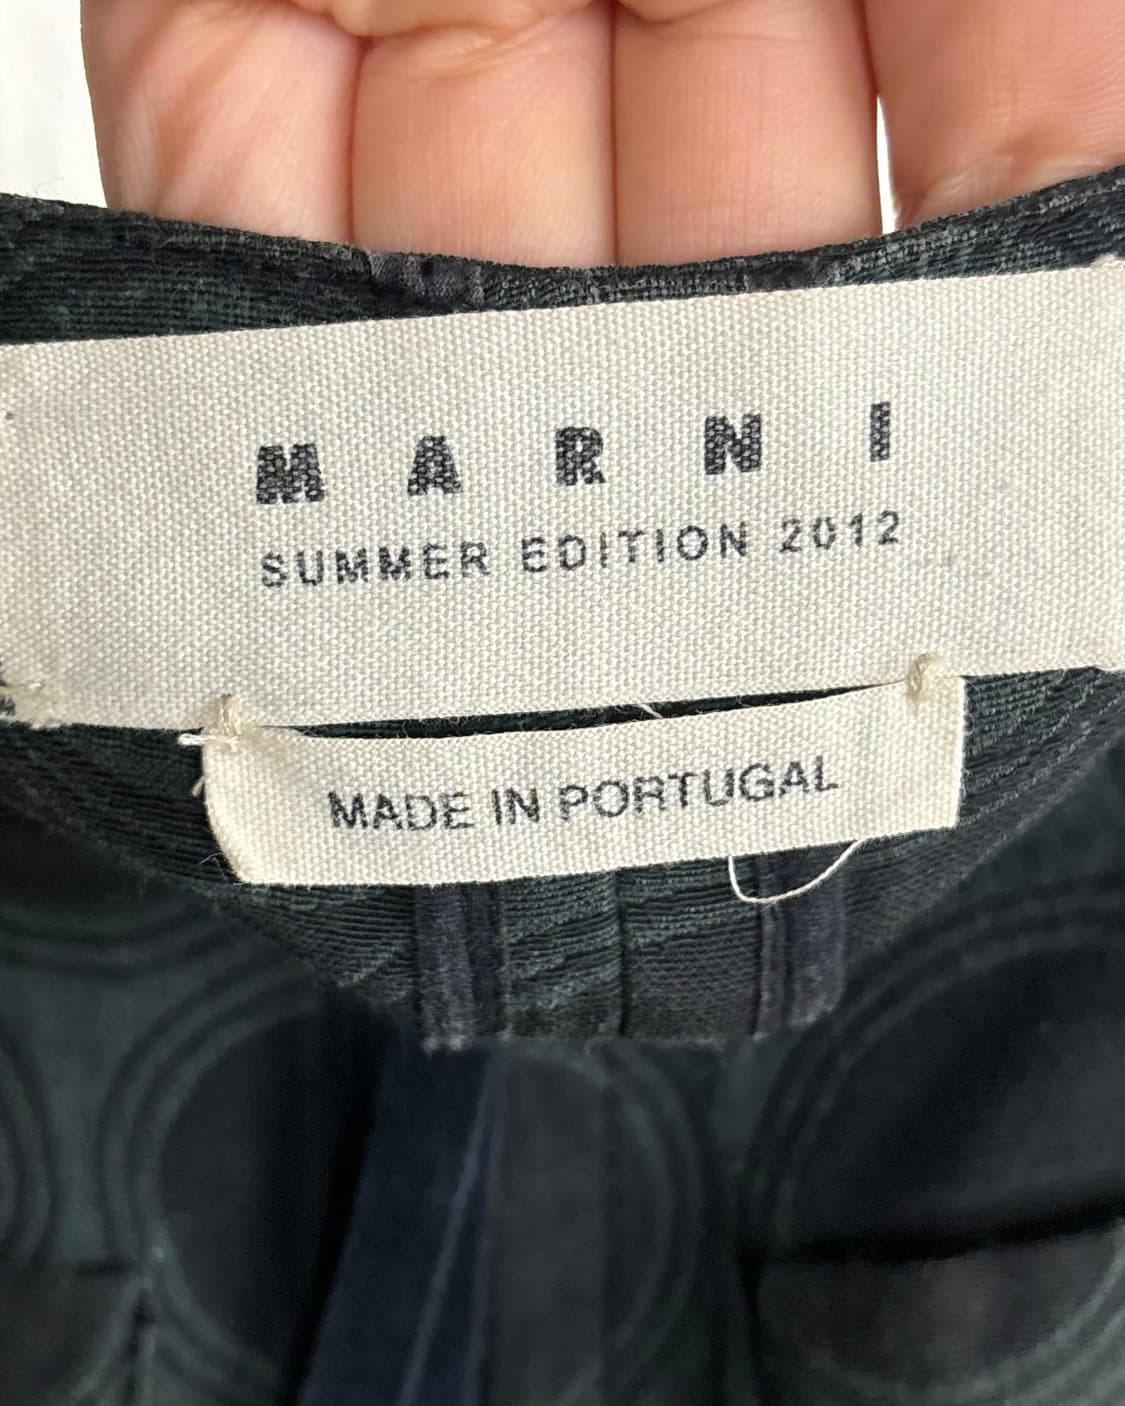 MARNI
SUMMER EDITION 2012
MADE IN PORTUGAL